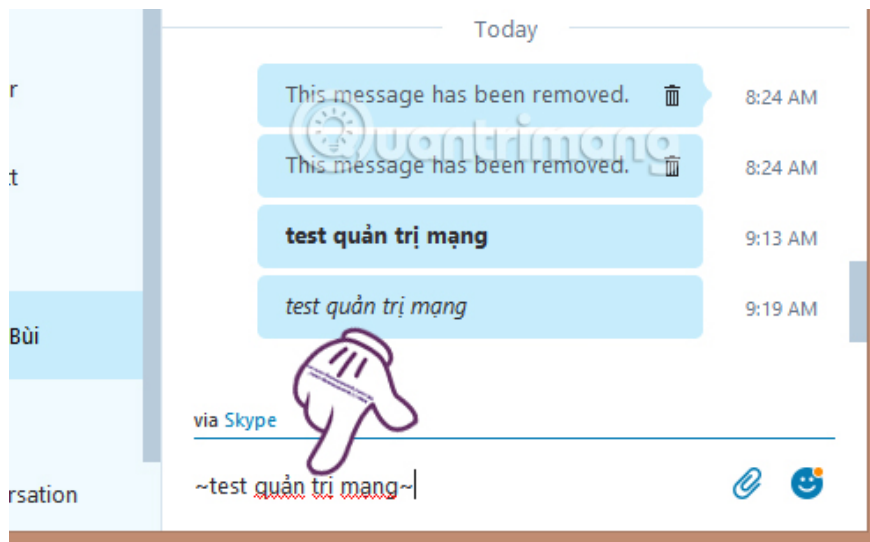 Today
r
This message has been removed.
8:24 AM
Quantrimang
:t
This message has been removed.
8:24 AM
test quản trị mạng
9:13 AM
test quản trị mạng
9:19 AM
Bùi
via Skype
rsation
~test quản trị mạng~